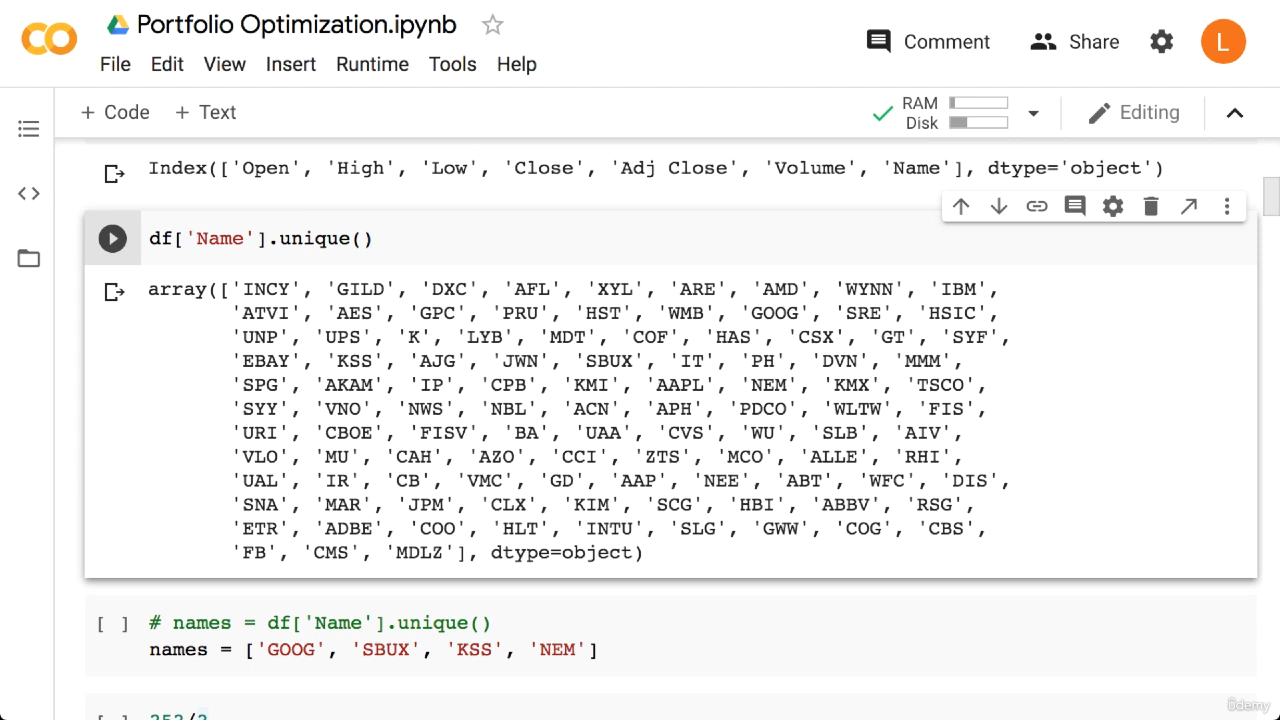 Portfolio Optimization.ipynb
Comment
Share
L
File Edit View Insert Runtime Tools Help
+ Code + Text
RAM
Disk
Editing
Index(['Open', 'High', 'Low', 'Close', 'Adj Close', 'Volume', 'Name'], dtype='object')
df['Name'].unique()
array(['INCY', 'GILD', 'DXC', 'AFL', 'XYL', 'ARE', 'AMD', 'WYNN', 'IBM',
'ATVI', 'AES', 'GPC', 'PRU', 'HST', 'WMB', 'GOOG', 'SRE', 'HSIC',
'UNP', 'UPS', 'K', 'LYB', 'MDT', 'COF', 'HAS', 'CSX', 'GT', 'SYF',
'EBAY', 'KSS', 'AJG', 'JWN', 'SBUX', 'IT', 'PH', 'DVN', 'MMM',
'SPG', 'AKAM', 'IP', 'CPB', 'KMI', 'AAPL', 'NEM', 'KMX', 'TSCO',
'SYY', 'VNO', 'NWS', 'NBL', 'ACN', 'APH', 'PDCO', 'WLTW', 'FIS',
'URI', 'CBOE', 'FISV', 'BA', 'UAA', 'CVS', 'WU', 'SLB', 'AIV',
'VLO', 'MU', 'CAH', 'AZO', 'CCI', 'ZTS', 'MCO', 'ALLE', 'RHI',
'UAL', 'IR', 'CB', 'VMC', 'GD', 'AAP', 'NEE', 'ABT', 'WFC', 'DIS',
'SNA', 'MAR', 'JPM', 'CLX', 'KIM', 'SCG', 'HBI', 'ABBV', 'RSG',
'ETR', 'ADBE', 'COO', 'HLT', 'INTU', 'SLG', 'GWW', 'COG', 'CBS',
'FB', 'CMS', 'MDLZ'], dtype=object)
[ ] # names = df['Name'].unique()
names = ['GOOG', 'SBUX', 'KSS', 'NEM']
[ ] 252/3
Udemy